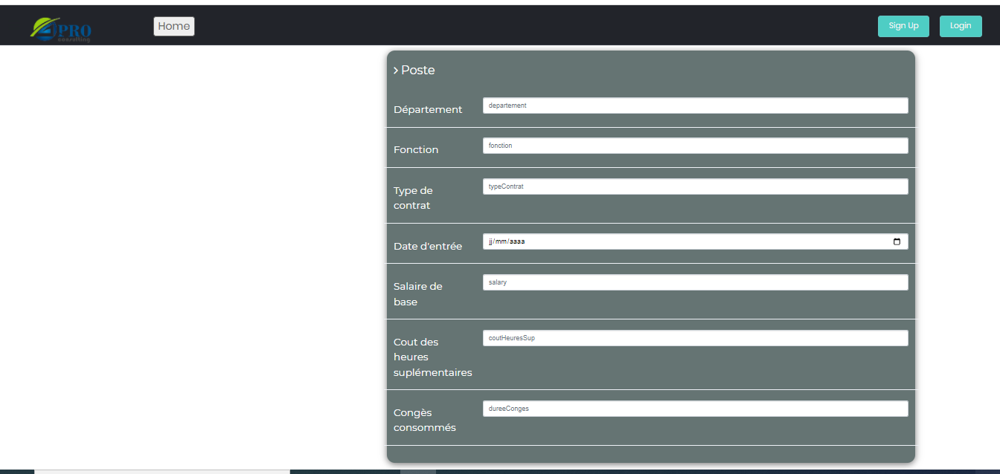 PRO
consulting
Home
Sign Up
Login
Poste
Département
departement
Fonction
fonction
Type de
contrat
typeContrat
Date d'entrée
jj/mm/aaaa
Salaire de
base
salary
Cout des
heures
suplémentaires
coutHeuresSup
Congès
consommés
dureeConges